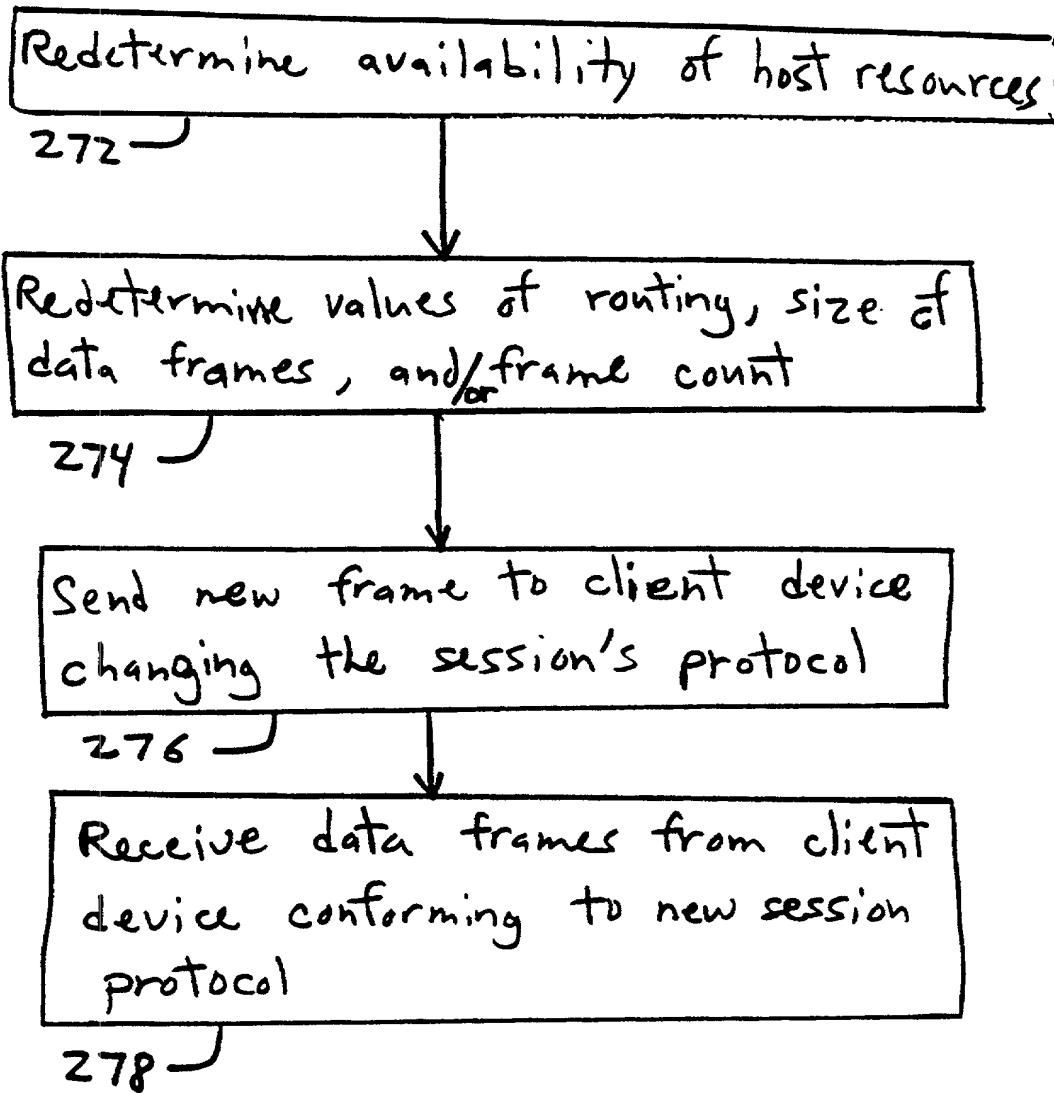 Redetermine availability of host resources
272
Redetermine values of routing, size of
data frames, and/or frame count
274
Send new frame to client device
changing the session's protocol
276
Receive data frames from client
device conforming to new session
protocol
278